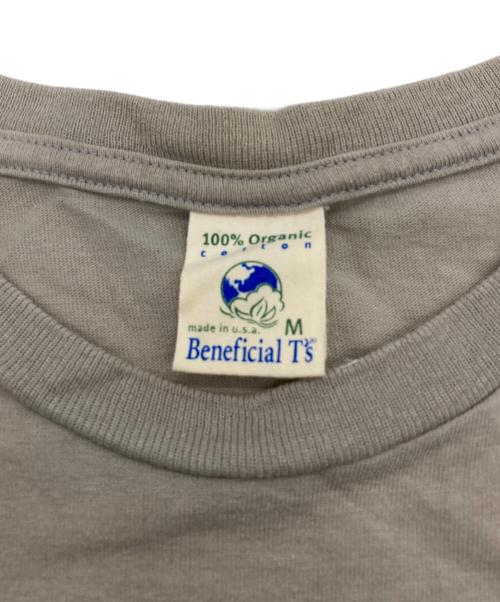 100% Organic
cotton
made in u.s.a. M
Beneficial T's